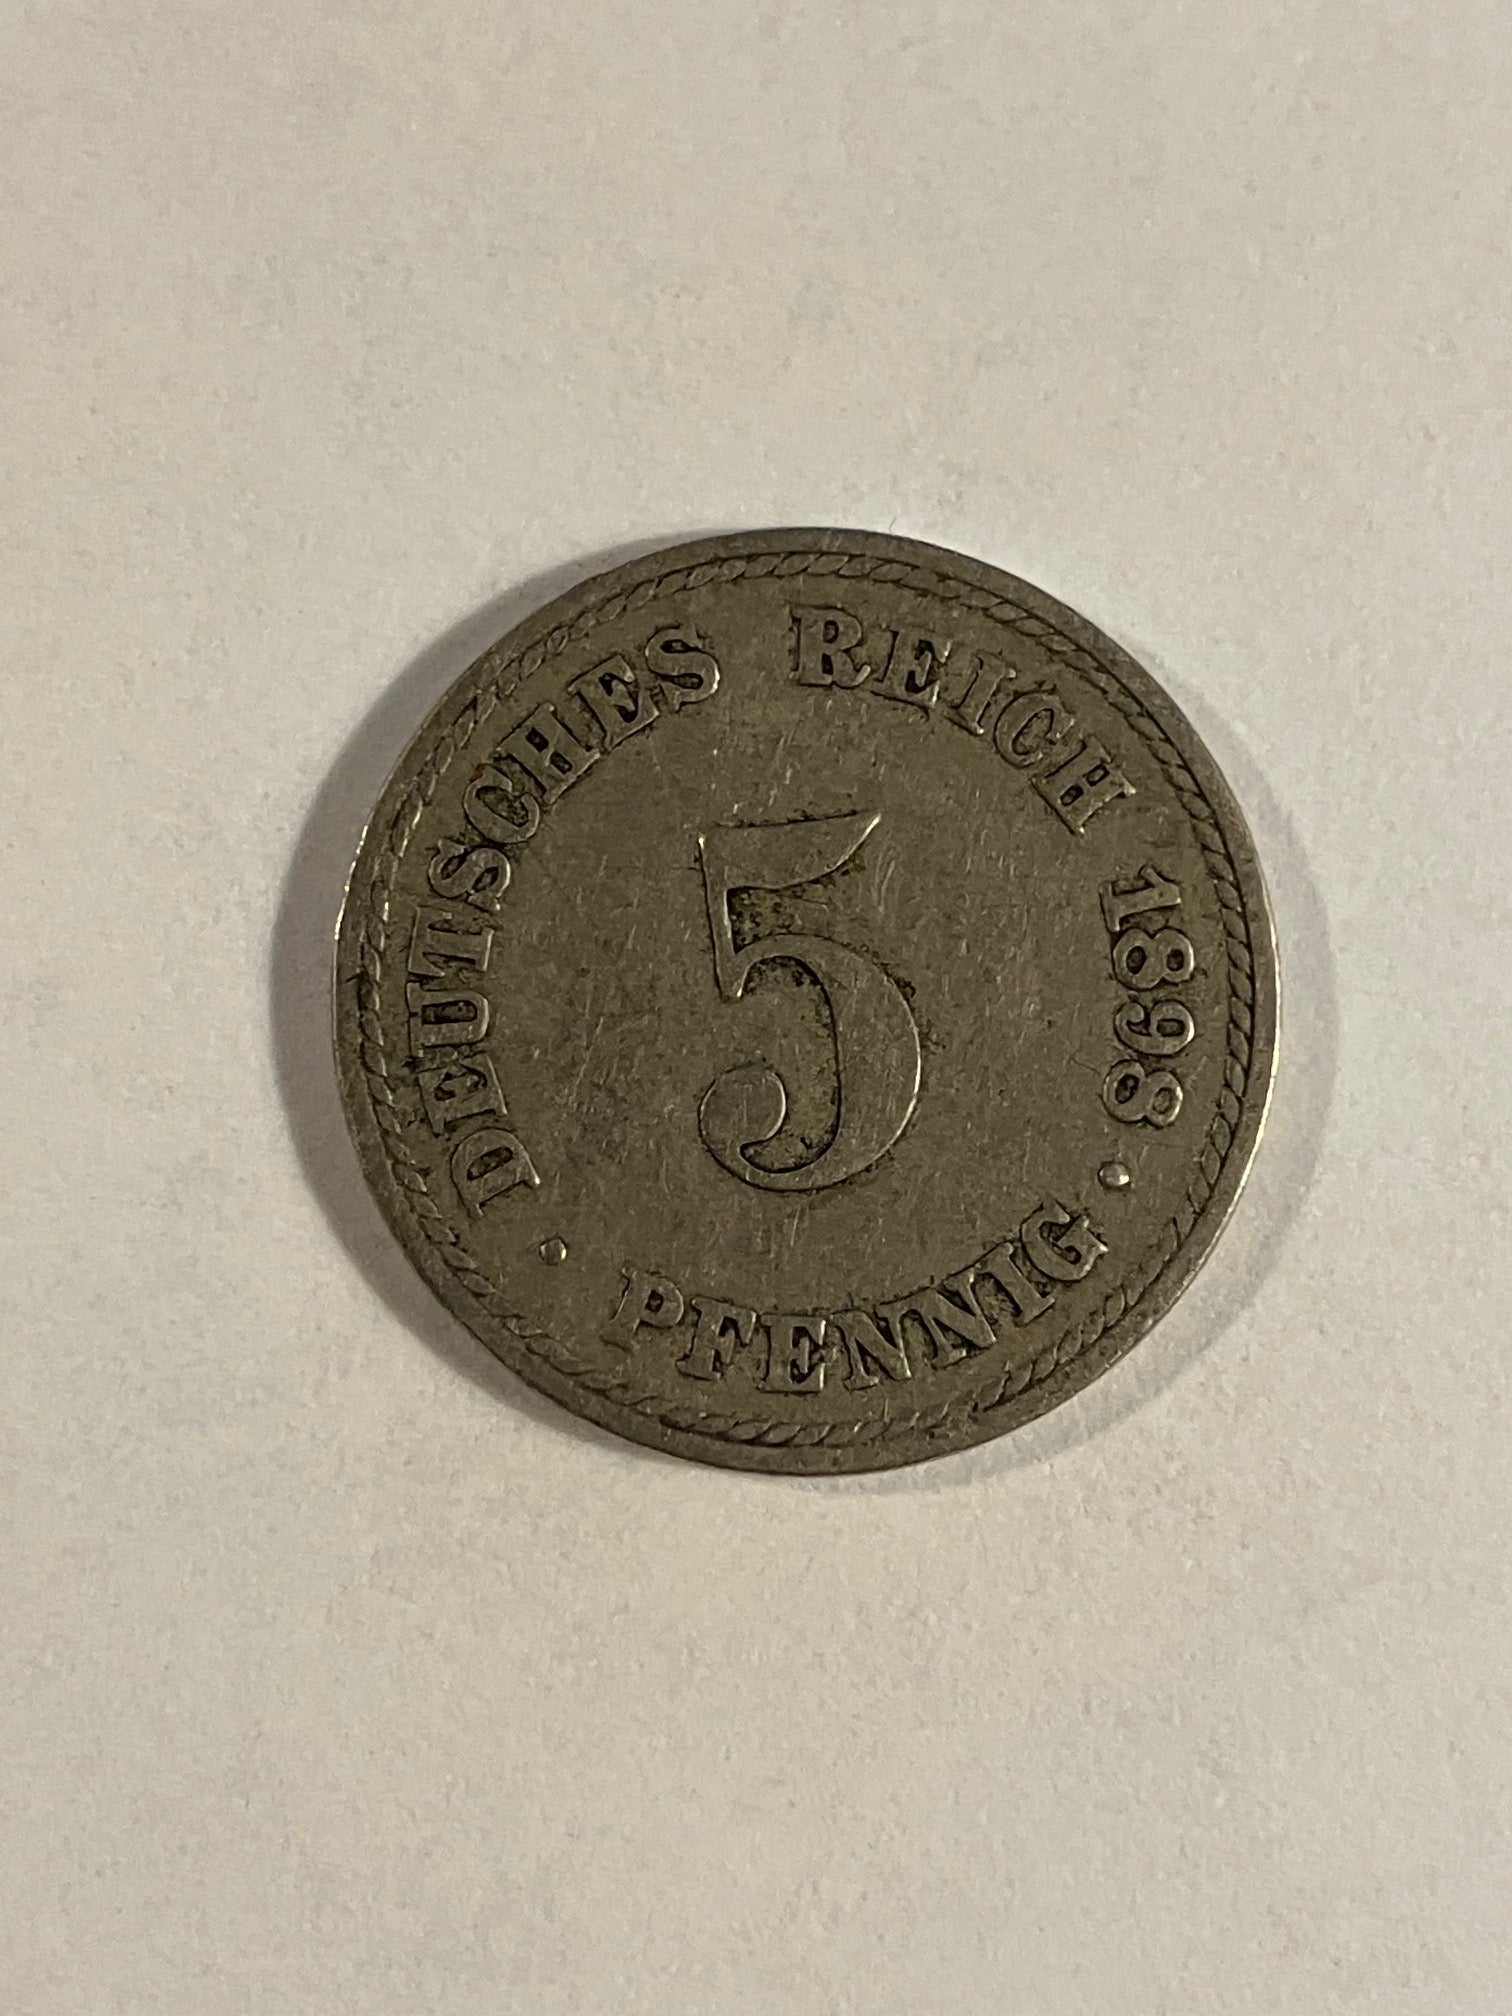 DEUTSCHES REICH 1898
5
· PFENNIG ·